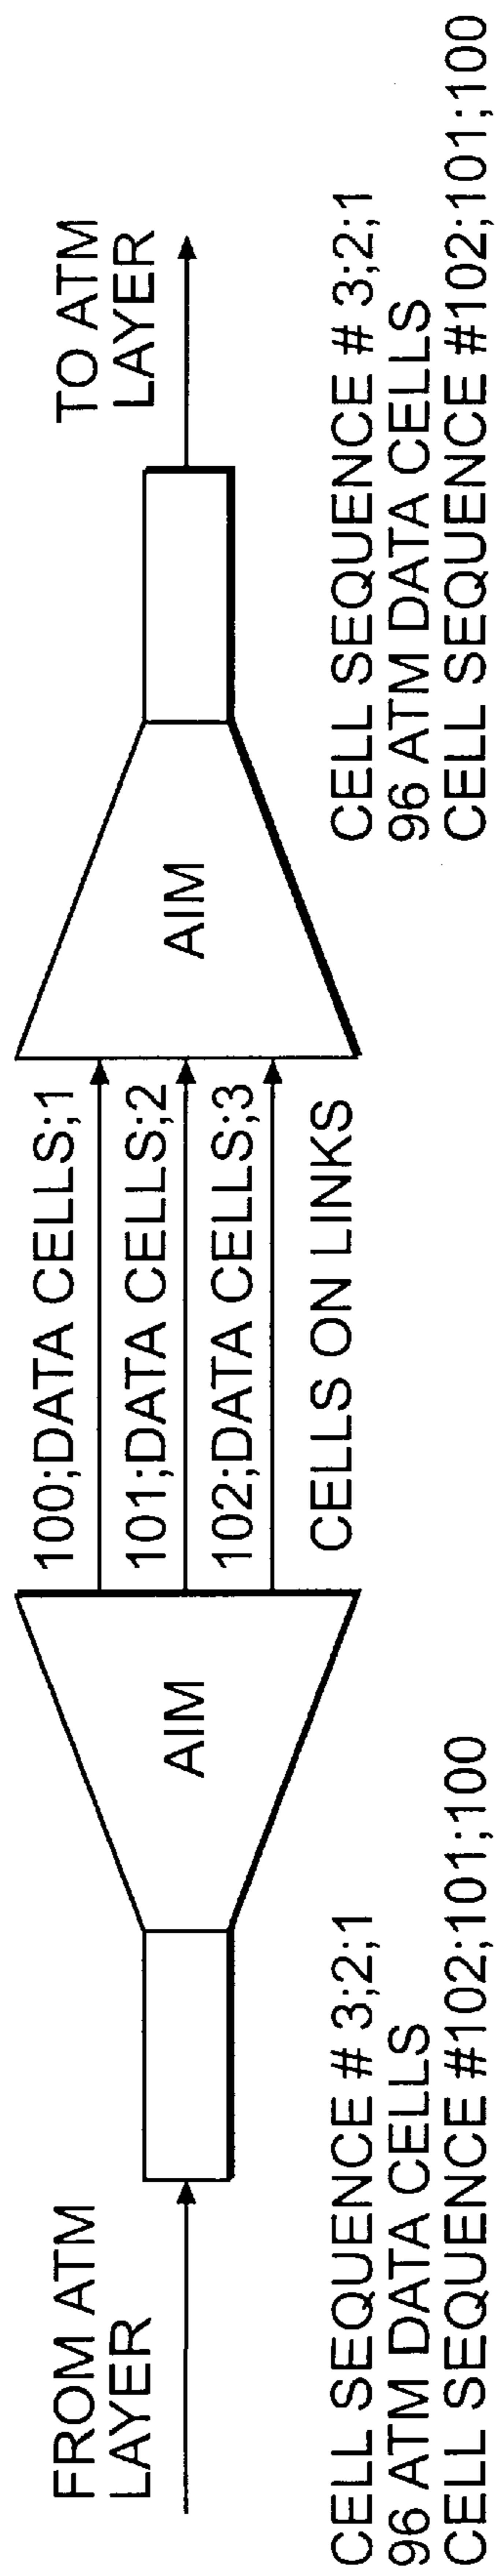 FROM ATM
LAYER
AIM
100;DATA CELLS;1
101;DATA CELLS;2
102;DATA CELLS;3
CELLS ON LINKS
AIM
TO ATM
LAYER
CELL SEQUENCE # 3;2;1
96 ATM DATA CELLS
CELL SEQUENCE #102;101;100
CELL SEQUENCE # 3;2;1
96 ATM DATA CELLS
CELL SEQUENCE #102;101;100